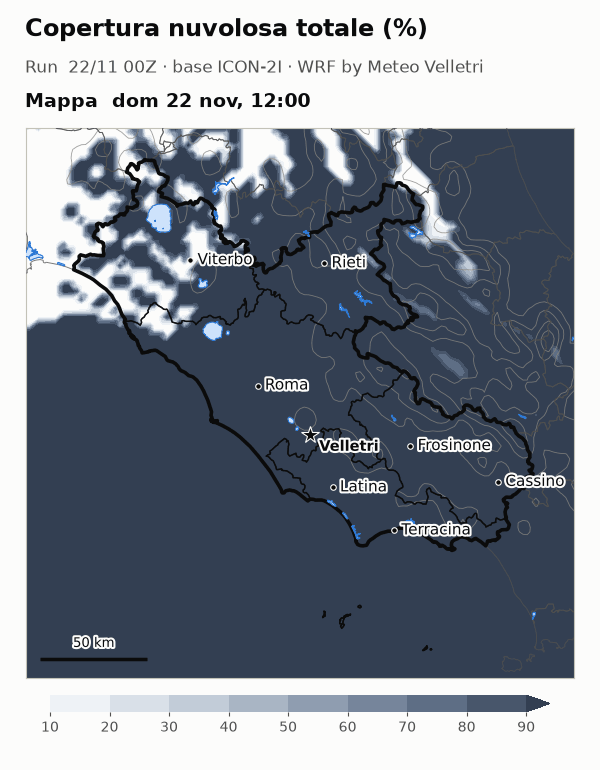 Copertura nuvolosa totale (%)
Run  22/11 00Z · base ICON-2I · WRF by Meteo Velletri
Mappa  dom 22 nov, 12:00
Viterbo
Rieti
Roma
Velletri
Frosinone
Cassino
Latina
Terracina
50 km
10 20 30 40 50 60 70 80 90